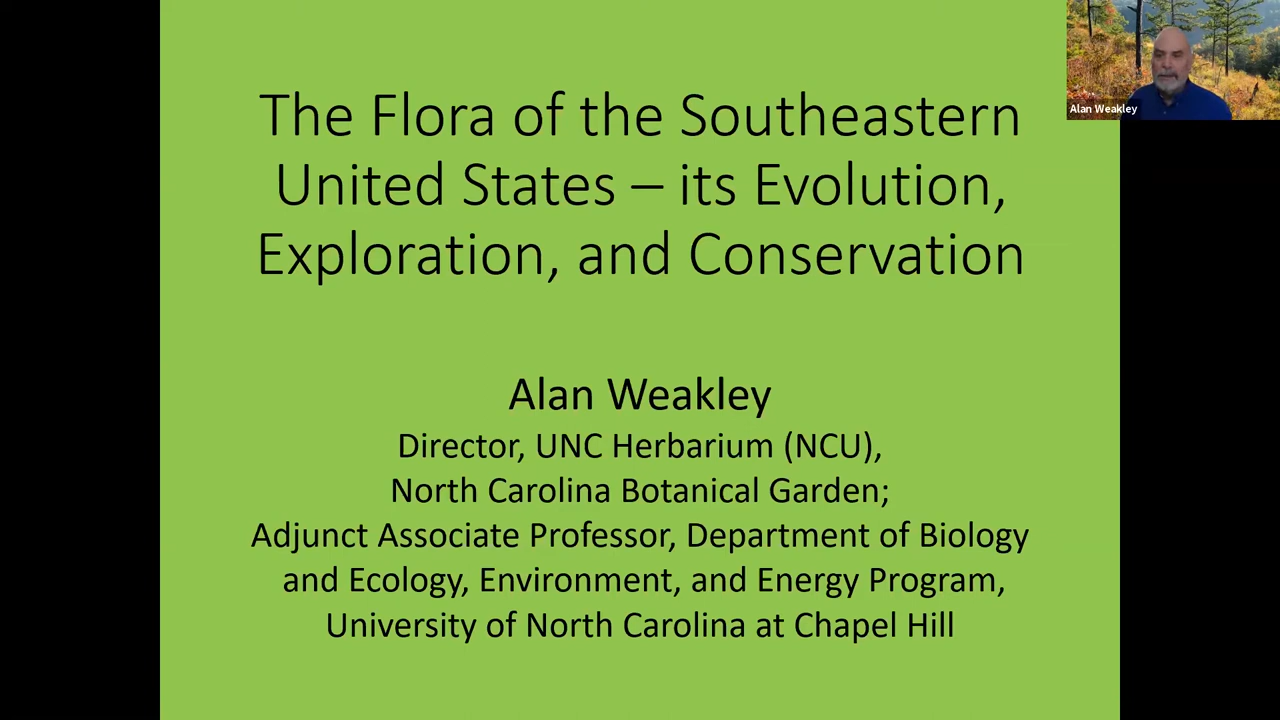 The Flora of the Southeastern
United States – its Evolution,
Exploration, and Conservation
Alan Weakley
Director, UNC Herbarium (NCU),
North Carolina Botanical Garden;
Adjunct Associate Professor, Department of Biology
and Ecology, Environment, and Energy Program,
University of North Carolina at Chapel Hill
Alan Weakley